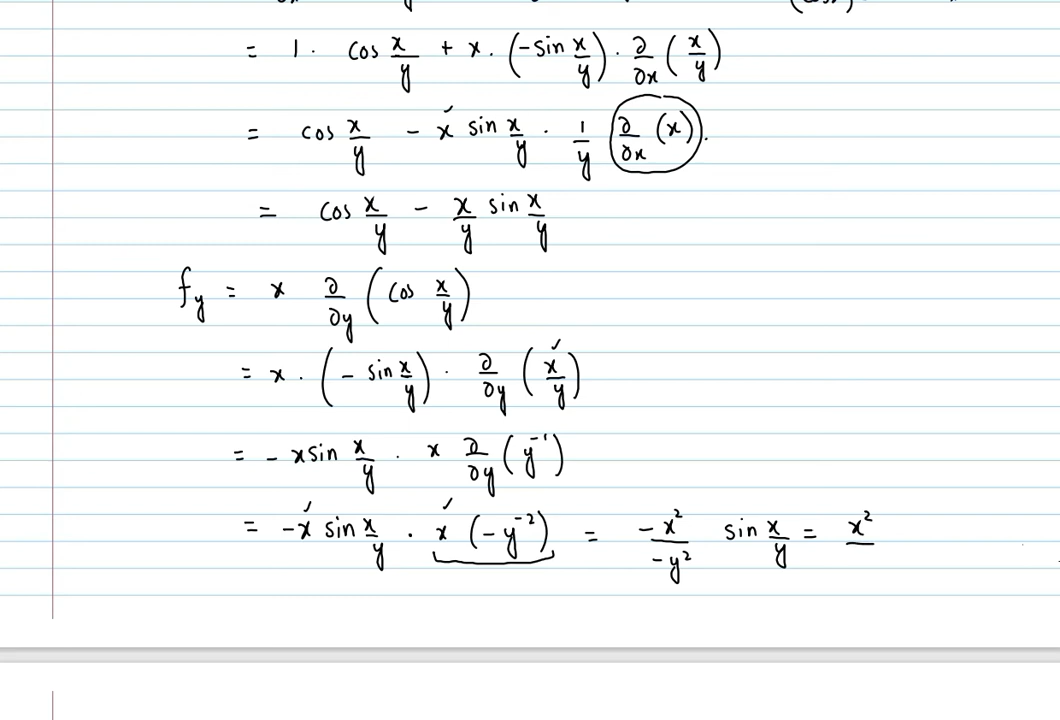 = 1 · cos x/y + x · (-sin x/y) · ∂/∂x (x/y)
= cos x/y - x sin x/y · 1/y ∂/∂x (x).
= cos x/y - x/y sin x/y
f_y = x ∂/∂y (cos x/y)
= x · (- sin x/y) · ∂/∂y (x/y)
= - x sin x/y · x ∂/∂y (y⁻¹)
= -x sin x/y · x (-y⁻²) = -x²/-y² sin x/y = x²